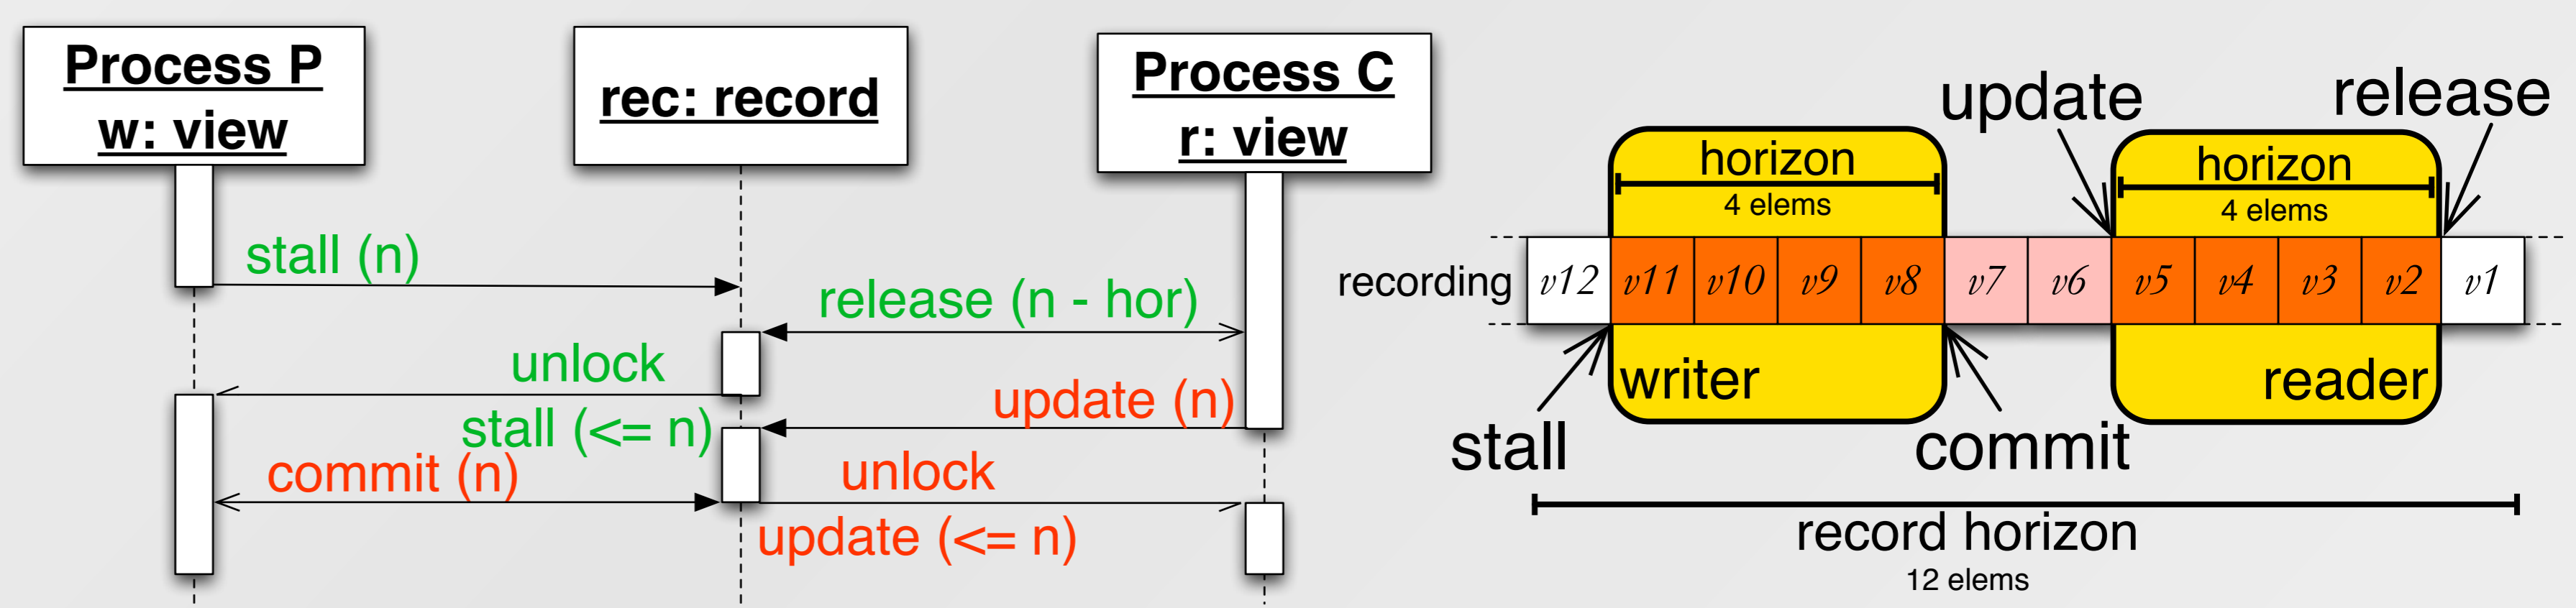 Process P
w: view
rec: record
Process C
r: view
stall (n)
release (n - hor)
unlock
update (n)
stall (<= n)
commit (n)
unlock
update (<= n)
update
release
horizon
4 elems
horizon
4 elems
recording
v12 v11 v10 v9 v8 v7 v6 v5 v4 v3 v2 v1
writer
reader
stall
commit
record horizon
12 elems